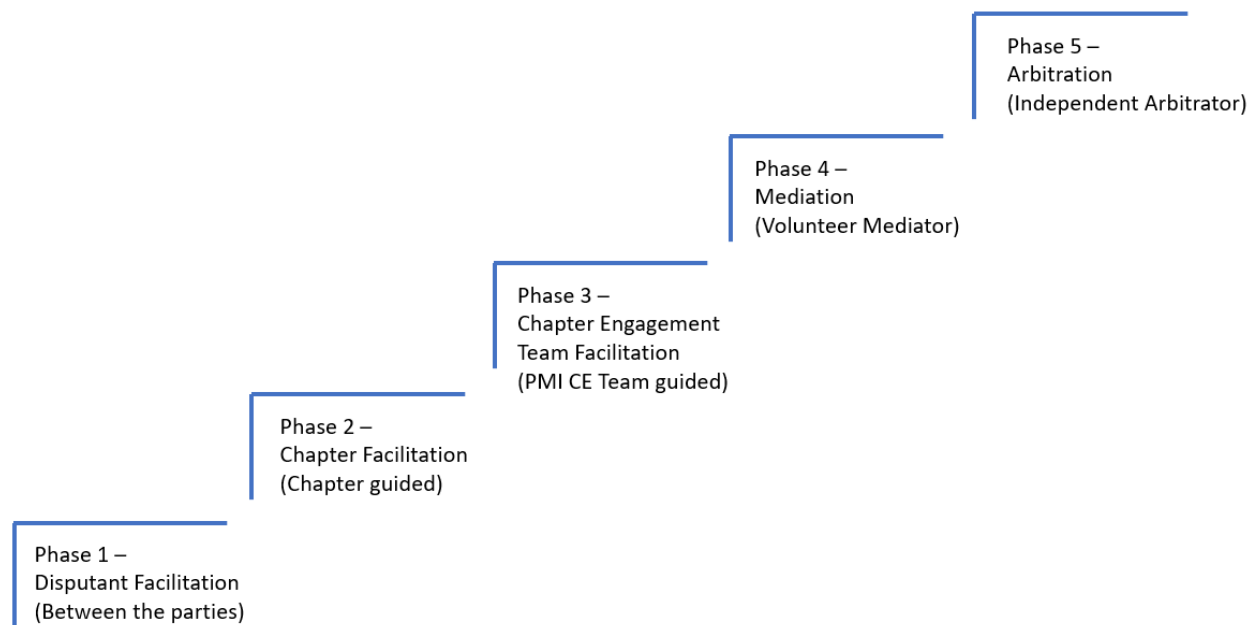 Phase 5 –
Arbitration
(Independent Arbitrator)
Phase 4 –
Mediation
(Volunteer Mediator)
Phase 3 –
Chapter Engagement
Team Facilitation
(PMI CE Team guided)
Phase 2 –
Chapter Facilitation
(Chapter guided)
Phase 1 –
Disputant Facilitation
(Between the parties)